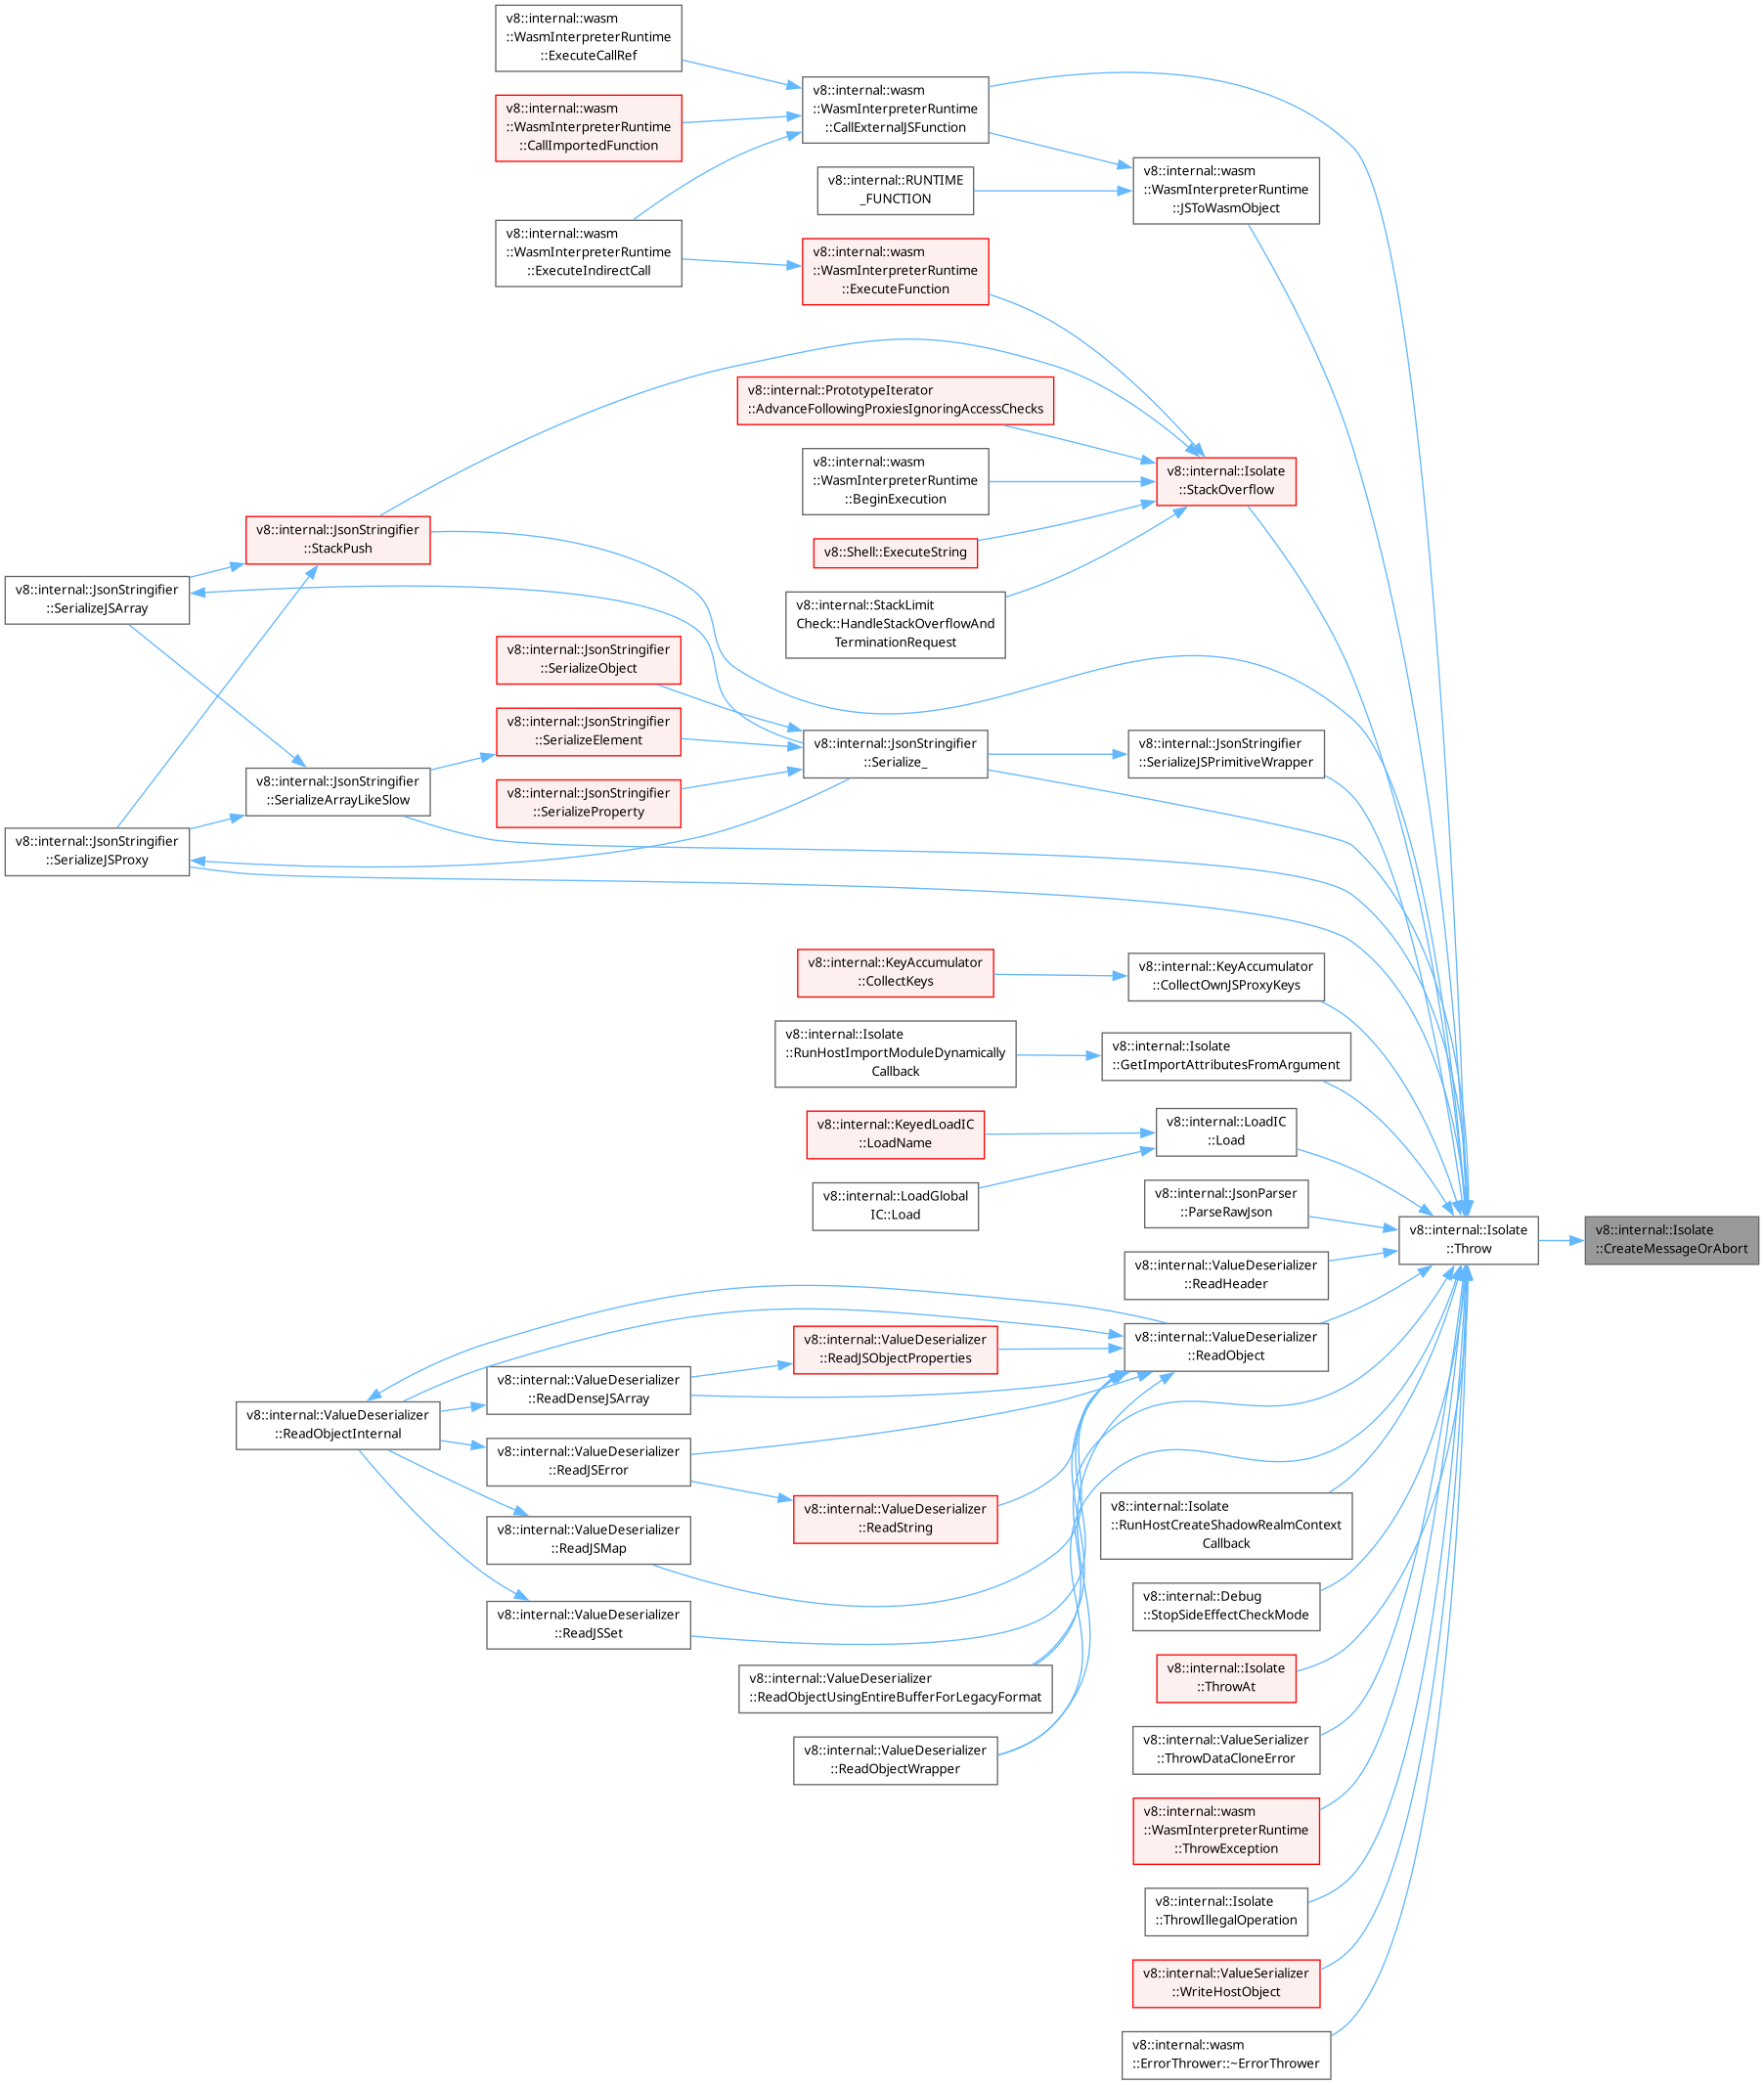 v8::internal::wasm
::WasmInterpreterRuntime
::ExecuteCallRef
v8::internal::wasm
::WasmInterpreterRuntime
::CallExternalJSFunction
v8::internal::wasm
::WasmInterpreterRuntime
::CallImportedFunction
v8::internal::RUNTIME
_FUNCTION
v8::internal::wasm
::WasmInterpreterRuntime
::JSToWasmObject
v8::internal::wasm
::WasmInterpreterRuntime
::ExecuteIndirectCall
v8::internal::wasm
::WasmInterpreterRuntime
::ExecuteFunction
v8::internal::PrototypeIterator
::AdvanceFollowingProxiesIgnoringAccessChecks
v8::internal::wasm
::WasmInterpreterRuntime
::BeginExecution
v8::internal::Isolate
::StackOverflow
v8::internal::JsonStringifier
::StackPush
v8::Shell::ExecuteString
v8::internal::JsonStringifier
::SerializeJSArray
v8::internal::StackLimit
Check::HandleStackOverflowAnd
TerminationRequest
v8::internal::JsonStringifier
::SerializeObject
v8::internal::JsonStringifier
::SerializeElement
v8::internal::JsonStringifier
::Serialize_
v8::internal::JsonStringifier
::SerializeJSPrimitiveWrapper
v8::internal::JsonStringifier
::SerializeArrayLikeSlow
v8::internal::JsonStringifier
::SerializeProperty
v8::internal::JsonStringifier
::SerializeJSProxy
v8::internal::KeyAccumulator
::CollectKeys
v8::internal::KeyAccumulator
::CollectOwnJSProxyKeys
v8::internal::Isolate
::RunHostImportModuleDynamically
Callback
v8::internal::Isolate
::GetImportAttributesFromArgument
v8::internal::KeyedLoadIC
::LoadName
v8::internal::LoadIC
::Load
v8::internal::LoadGlobal
IC::Load
v8::internal::JsonParser
::ParseRawJson
v8::internal::Isolate
::Throw
v8::internal::Isolate
::CreateMessageOrAbort
v8::internal::ValueDeserializer
::ReadHeader
v8::internal::ValueDeserializer
::ReadObject
v8::internal::ValueDeserializer
::ReadJSObjectProperties
v8::internal::ValueDeserializer
::ReadDenseJSArray
v8::internal::ValueDeserializer
::ReadObjectInternal
v8::internal::ValueDeserializer
::ReadJSError
v8::internal::ValueDeserializer
::ReadString
v8::internal::ValueDeserializer
::ReadJSMap
v8::internal::Isolate
::RunHostCreateShadowRealmContext
Callback
v8::internal::ValueDeserializer
::ReadJSSet
v8::internal::Debug
::StopSideEffectCheckMode
v8::internal::ValueDeserializer
::ReadObjectUsingEntireBufferForLegacyFormat
v8::internal::Isolate
::ThrowAt
v8::internal::ValueDeserializer
::ReadObjectWrapper
v8::internal::ValueSerializer
::ThrowDataCloneError
v8::internal::wasm
::WasmInterpreterRuntime
::ThrowException
v8::internal::Isolate
::ThrowIllegalOperation
v8::internal::ValueSerializer
::WriteHostObject
v8::internal::wasm
::ErrorThrower::~ErrorThrower